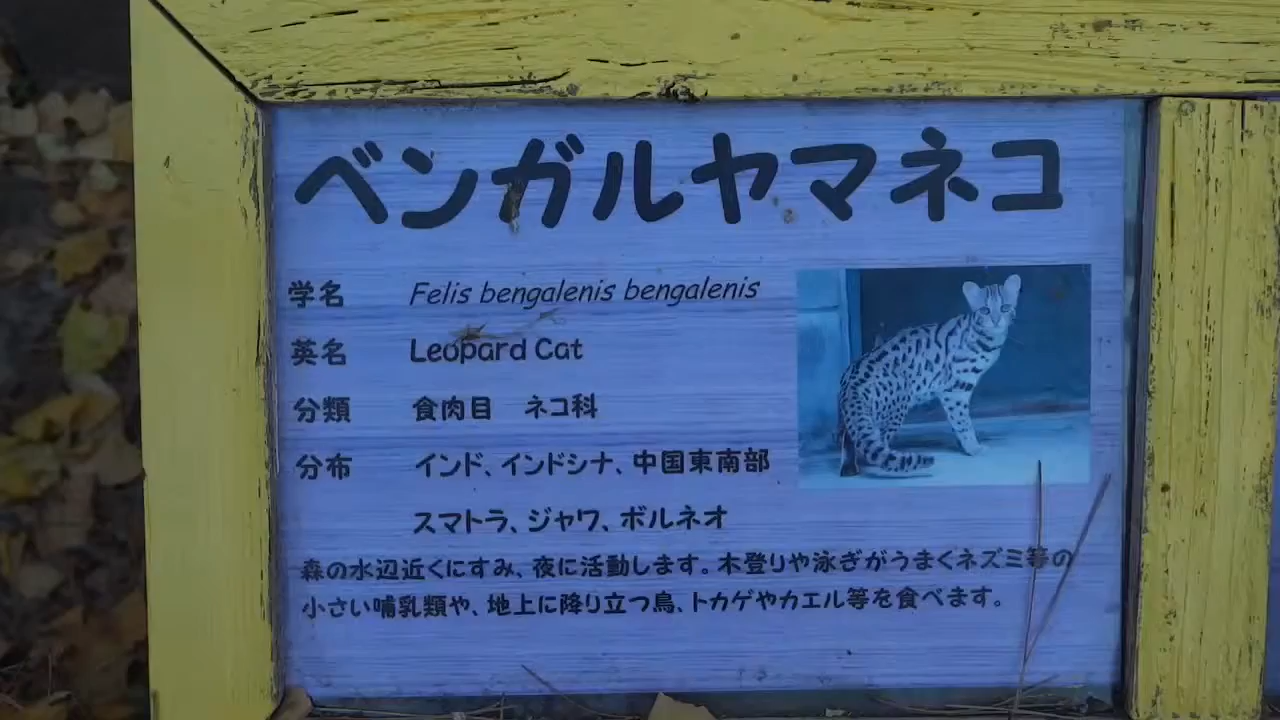 ベンガルヤマネコ
学名 Felis bengalenis bengalenis
英名 Leopard Cat
分類 食肉目 ネコ科
分布 インド、インドシナ、中国東南部
スマトラ、ジャワ、ボルネオ
森の水辺近くにすみ、夜に活動します。木登りや泳ぎがうまくネズミ等の
小さい哺乳類や、地上に降り立つ鳥、トカゲやカエル等を食べます。